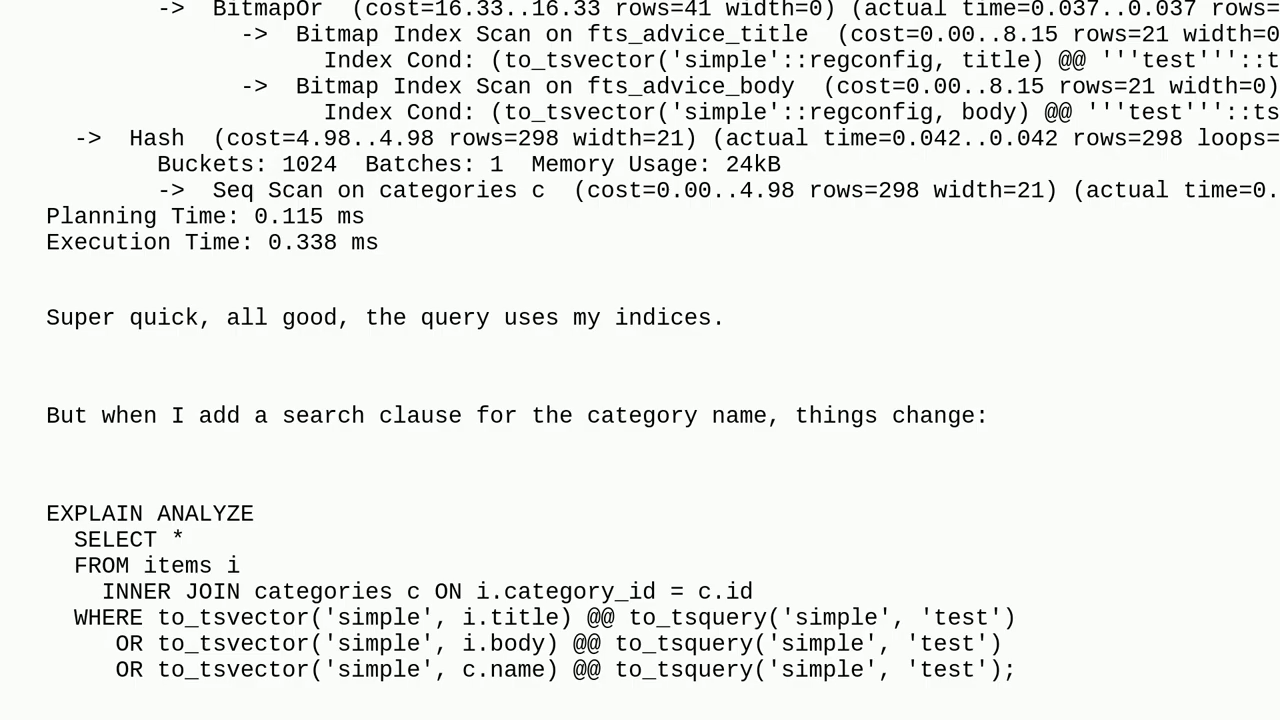 ->  BitmapOr  (cost=16.33..16.33 rows=41 width=0) (actual time=0.037..0.037 rows=
->  Bitmap Index Scan on fts_advice_title  (cost=0.00..8.15 rows=21 width=0
Index Cond: (to_tsvector('simple'::regconfig, title) @@ '''test'''::t
->  Bitmap Index Scan on fts_advice_body  (cost=0.00..8.15 rows=21 width=0)
Index Cond: (to_tsvector('simple'::regconfig, body) @@ '''test'''::ts
->  Hash  (cost=4.98..4.98 rows=298 width=21) (actual time=0.042..0.042 rows=298 loops=
Buckets: 1024  Batches: 1  Memory Usage: 24kB
->  Seq Scan on categories c  (cost=0.00..4.98 rows=298 width=21) (actual time=0.
Planning Time: 0.115 ms
Execution Time: 0.338 ms
Super quick, all good, the query uses my indices.
But when I add a search clause for the category name, things change:
EXPLAIN ANALYZE
SELECT *
FROM items i
INNER JOIN categories c ON i.category_id = c.id
WHERE to_tsvector('simple', i.title) @@ to_tsquery('simple', 'test')
OR to_tsvector('simple', i.body) @@ to_tsquery('simple', 'test')
OR to_tsvector('simple', c.name) @@ to_tsquery('simple', 'test');